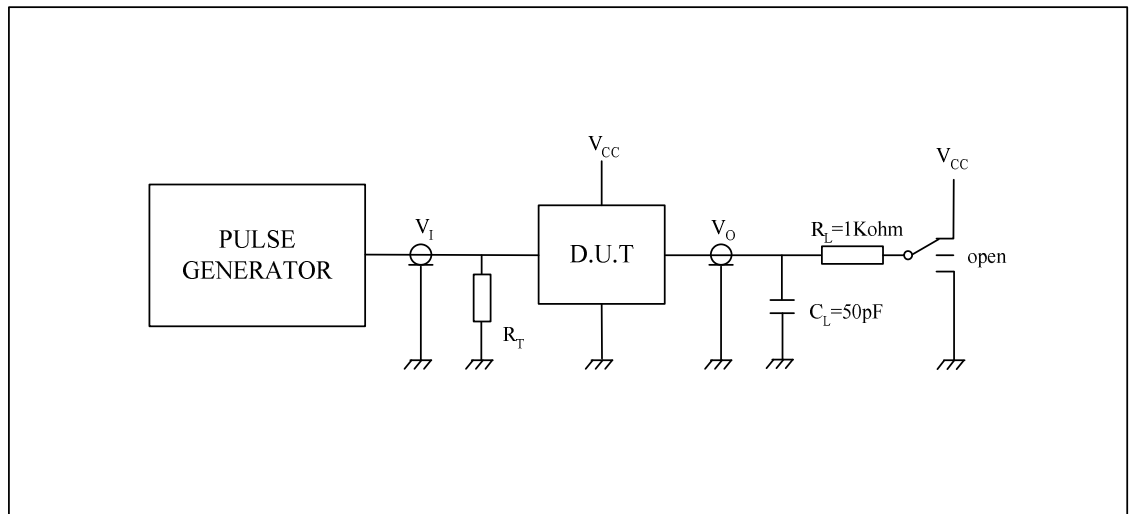 PULSE
GENERATOR
V_I
R_T
V_CC
D.U.T
V_O
R_L=1Kohm
C_L=50pF
V_CC
open